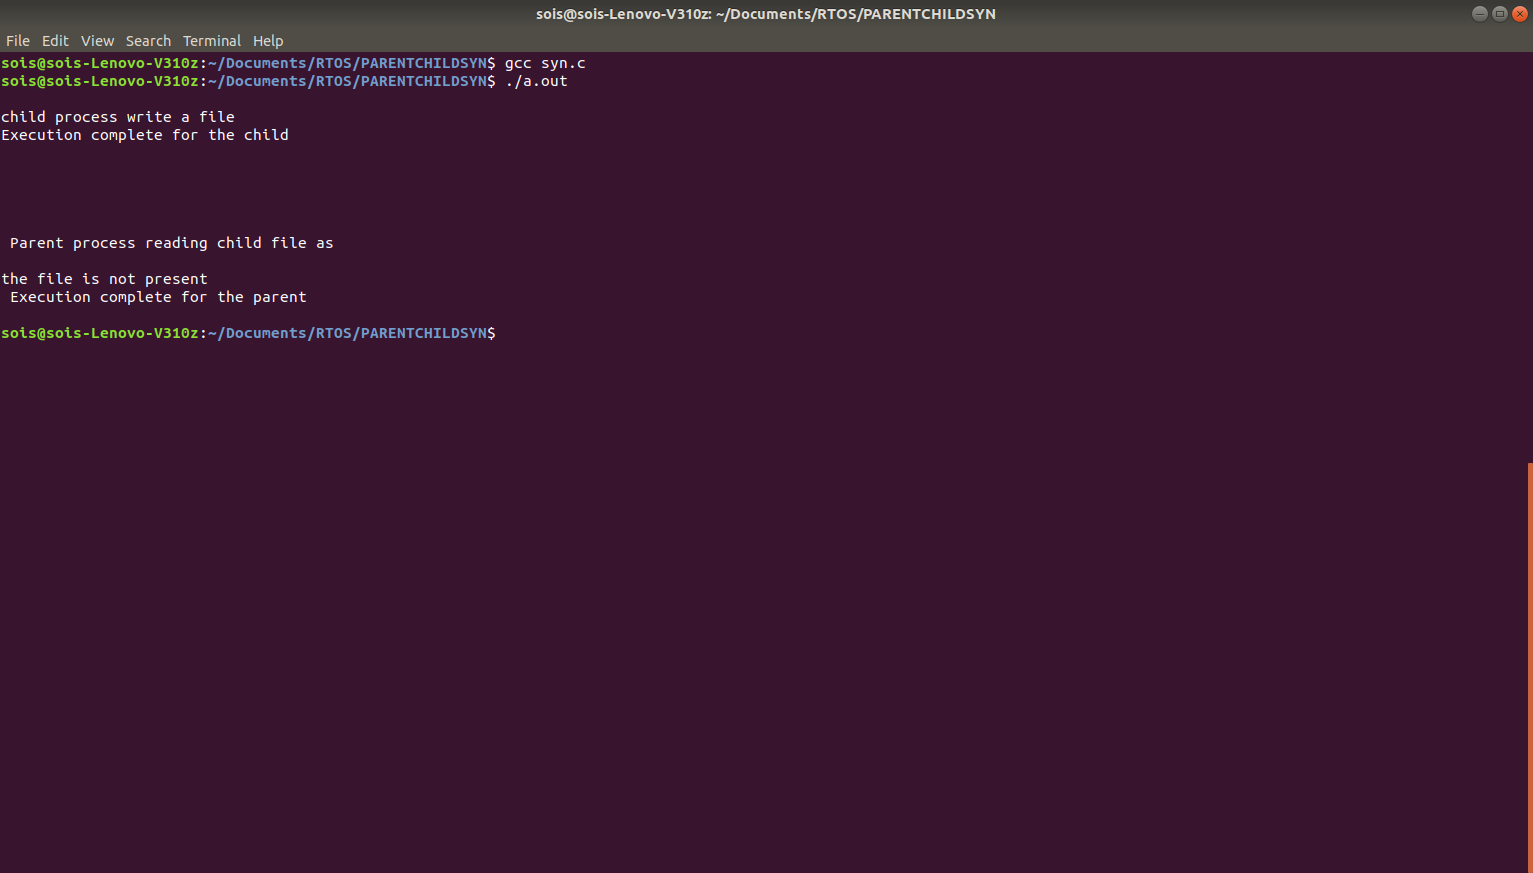 sois@sois-Lenovo-V310z: ~/Documents/RTOS/PARENTCHILDSYN
File Edit View Search Terminal Help
sois@sois-Lenovo-V310z:~/Documents/RTOS/PARENTCHILDSYN$ gcc syn.c
sois@sois-Lenovo-V310z:~/Documents/RTOS/PARENTCHILDSYN$ ./a.out
child process write a file
Execution complete for the child
Parent process reading child file as
the file is not present
Execution complete for the parent
sois@sois-Lenovo-V310z:~/Documents/RTOS/PARENTCHILDSYN$